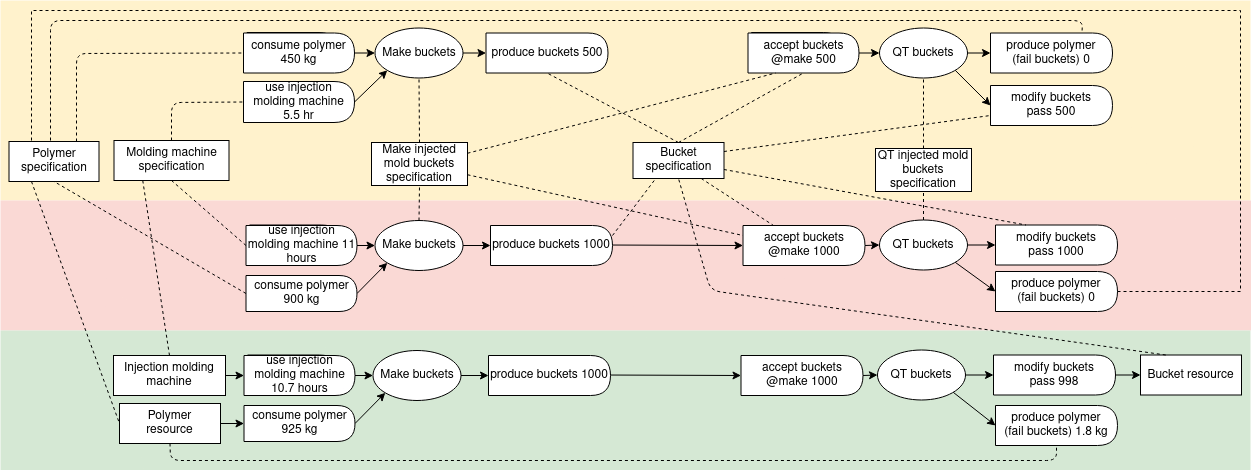 consume polymer
450 kg
Make buckets
produce buckets 500
accept buckets
@make 500
QT buckets
produce polymer
(fail buckets) 0
use injection
molding machine
5.5 hr
modify buckets
pass 500
Polymer
specification
Molding machine
specification
Make injected
mold buckets
specification
Bucket
specification
QT injected mold
buckets
specification
use injection
molding machine 11
hours
Make buckets
produce buckets 1000
accept buckets
@make 1000
QT buckets
modify buckets
pass 1000
consume polymer
900 kg
produce polymer
(fail buckets) 0
Injection molding
machine
use injection
molding machine
10.7 hours
Make buckets
produce buckets 1000
accept buckets
@make 1000
QT buckets
modify buckets
pass 998
Bucket resource
Polymer
resource
consume polymer
925 kg
produce polymer
(fail buckets) 1.8 kg